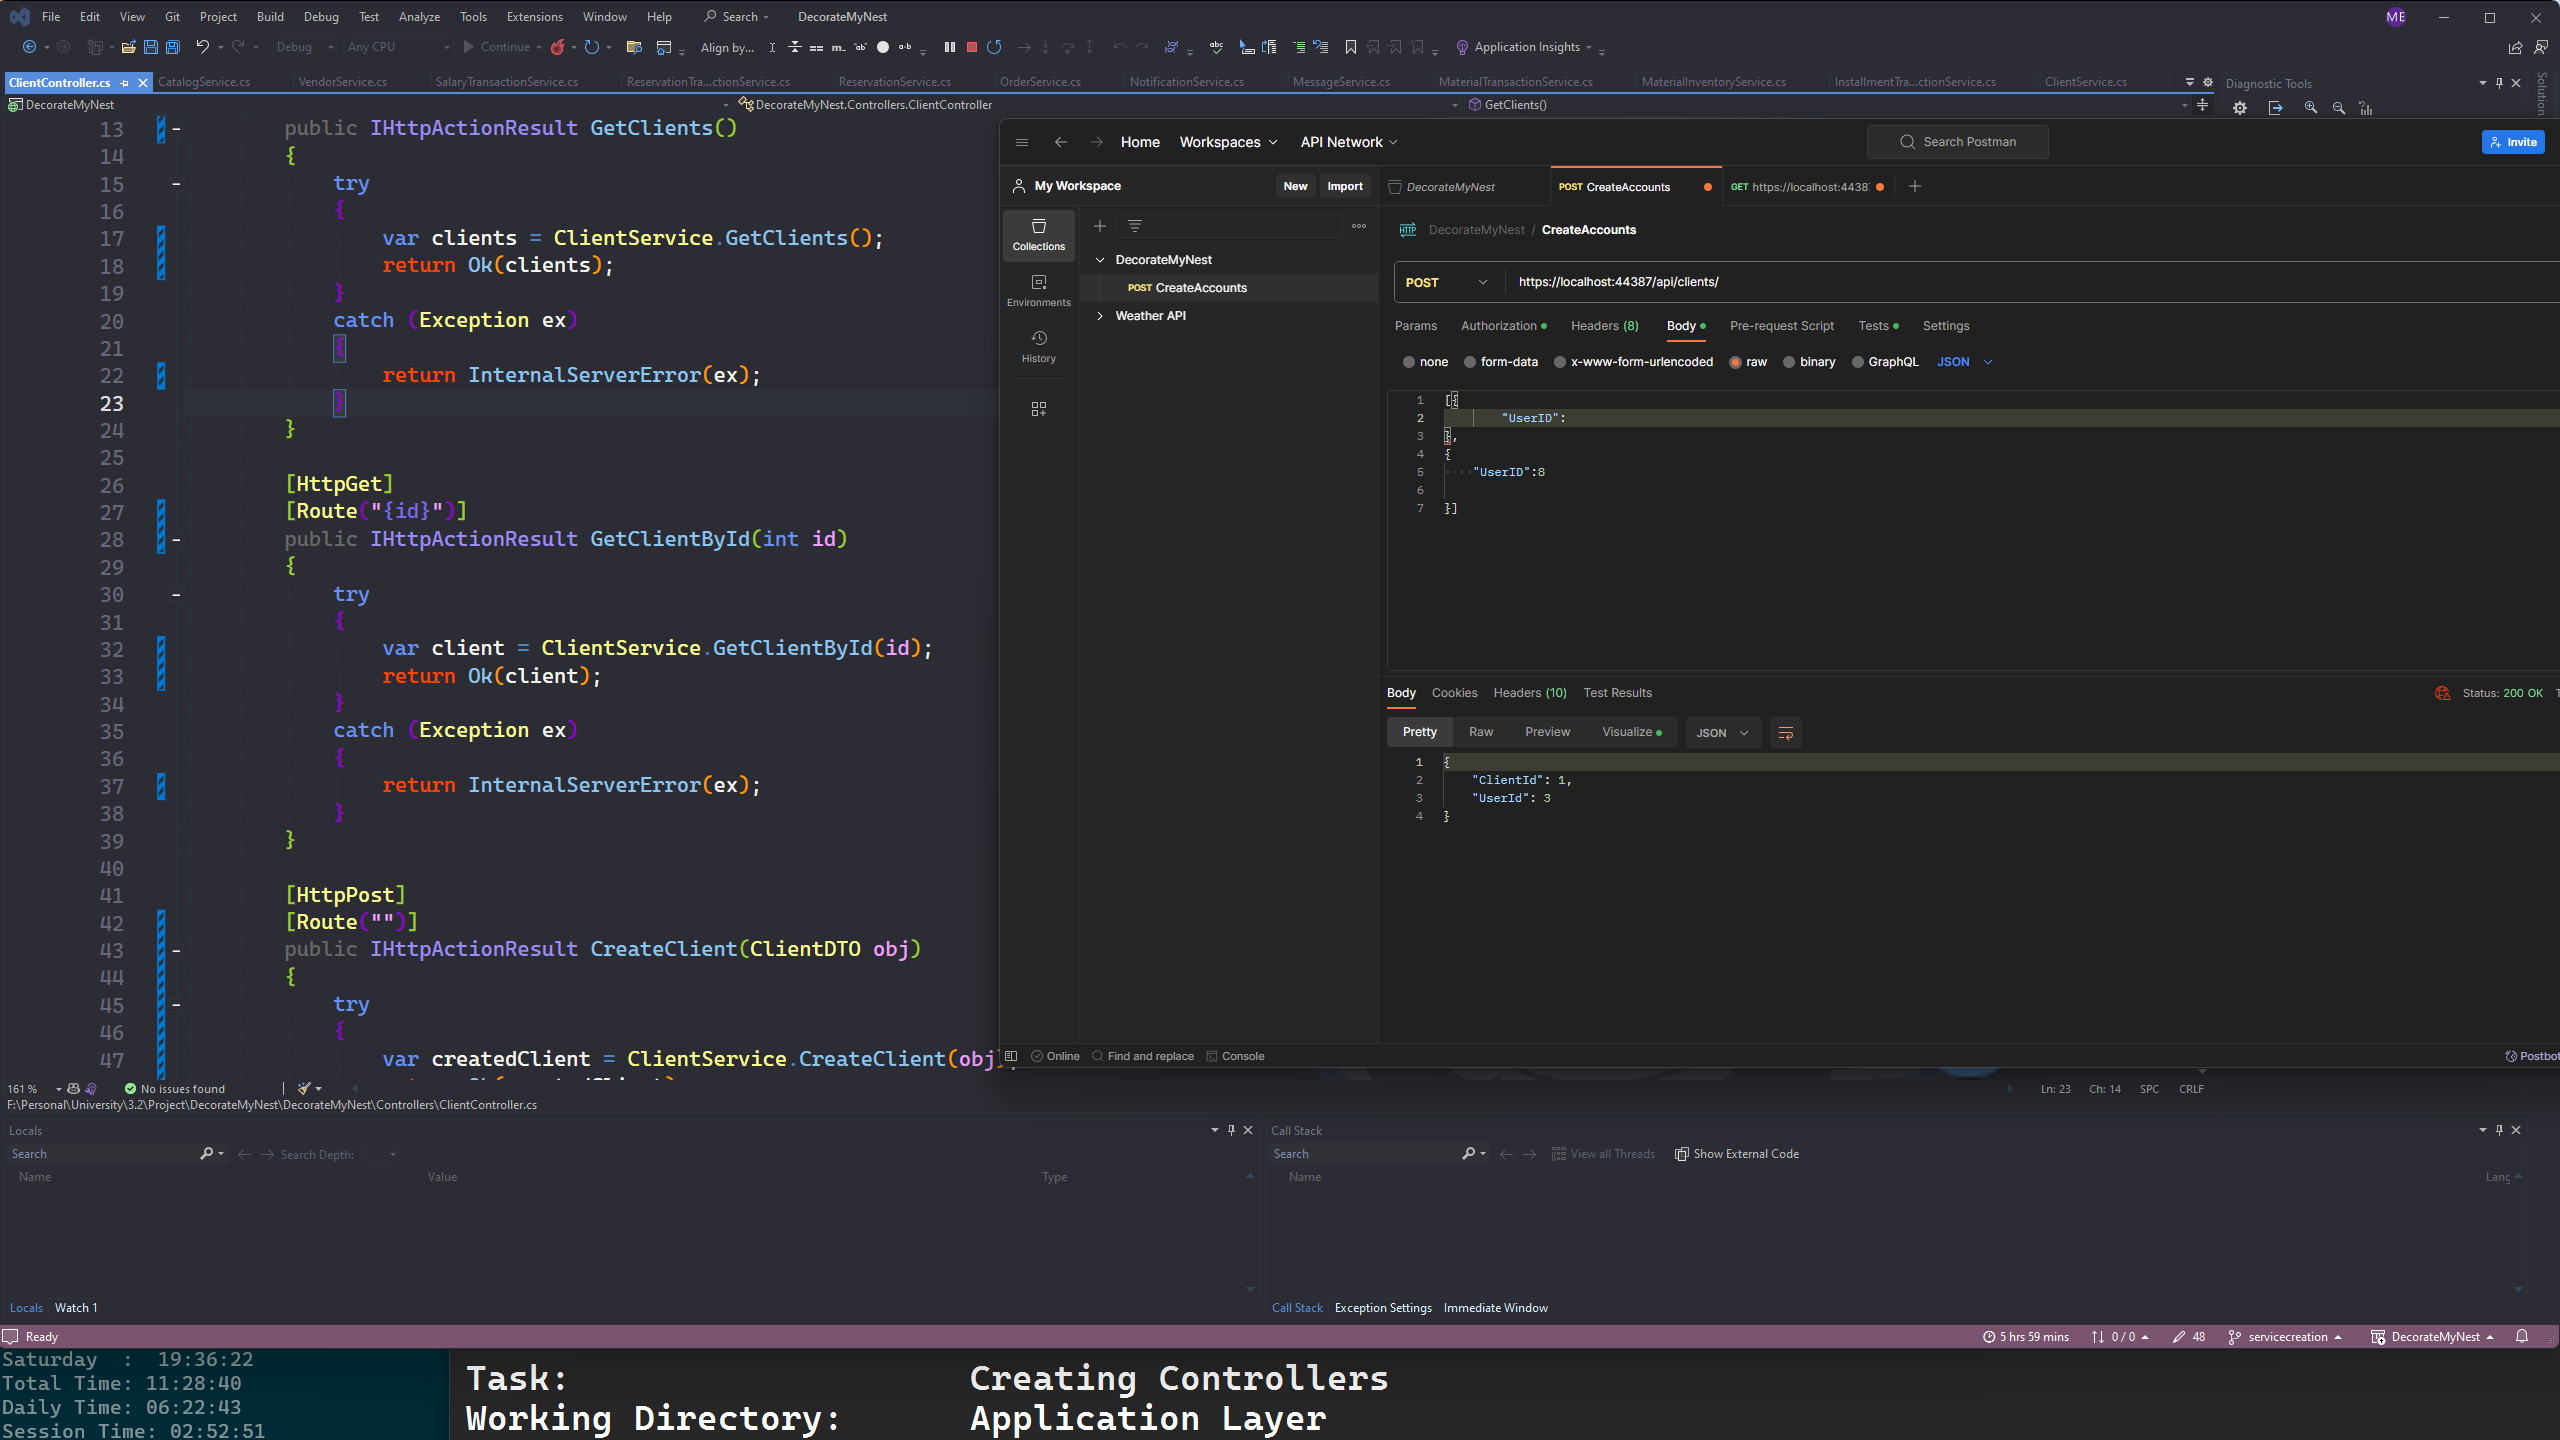 File Edit View Git Project Build Debug Test Analyze Tools Extensions Window Help Search DecorateMyNest ME
Debug Any CPU Continue Align by... Application Insights
ClientController.cs CatalogService.cs VendorService.cs SalaryTransactionService.cs ReservationTra...ctionService.cs ReservationService.cs OrderService.cs NotificationService.cs MessageService.cs MaterialTransactionService.cs MaterialInventoryService.cs InstallmentTra...ctionService.cs ClientService.cs Diagnostic Tools
DecorateMyNest DecorateMyNest.Controllers.ClientController GetClients()
Solution
13 public IHttpActionResult GetClients()
14 {
15 try
16 {
17 var clients = ClientService.GetClients();
18 return Ok(clients);
19 }
20 catch (Exception ex)
21 {
22 return InternalServerError(ex);
23 }
24 }
25
26 [HttpGet]
27 [Route("{id}")]
28 public IHttpActionResult GetClientById(int id)
29 {
30 try
31 {
32 var client = ClientService.GetClientById(id);
33 return Ok(client);
34 }
35 catch (Exception ex)
36 {
37 return InternalServerError(ex);
38 }
39 }
40
41 [HttpPost]
42 [Route("")]
43 public IHttpActionResult CreateClient(ClientDTO obj)
44 {
45 try
46 {
47 var createdClient = ClientService.CreateClient(obj)
Home Workspaces API Network Search Postman Invite
My Workspace New Import
DecorateMyNest POST CreateAccounts GET https://localhost:4438
Collections
Environments
History
DecorateMyNest
POST CreateAccounts
Weather API
HTTP DecorateMyNest / CreateAccounts
POST https://localhost:44387/api/clients/
Params Authorization Headers (8) Body Pre-request Script Tests Settings
none form-data x-www-form-urlencoded raw binary GraphQL JSON
1 [{
2 "UserID":
3 },
4 {
5 "UserID":8
6
7 }]
Body Cookies Headers (10) Test Results Status: 200 OK
Pretty Raw Preview Visualize JSON
1 {
2 "ClientId": 1,
3 "UserId": 3
4 }
Online Find and replace Console Postbot
161 % No issues found Ln: 23 Ch: 14 SPC CRLF
F:\Personal\University\3.2\Project\DecorateMyNest\DecorateMyNest\Controllers\ClientController.cs
Locals
Search Search Depth:
Name Value Type
Locals Watch 1
Call Stack
Search View all Threads Show External Code
Name Lang
Call Stack Exception Settings Immediate Window
Ready 5 hrs 59 mins 0 / 0 48 servicecreation DecorateMyNest
Saturday : 19:36:22
Total Time: 11:28:40
Daily Time: 06:22:43
Session Time: 02:52:51
Task: Creating Controllers
Working Directory: Application Layer